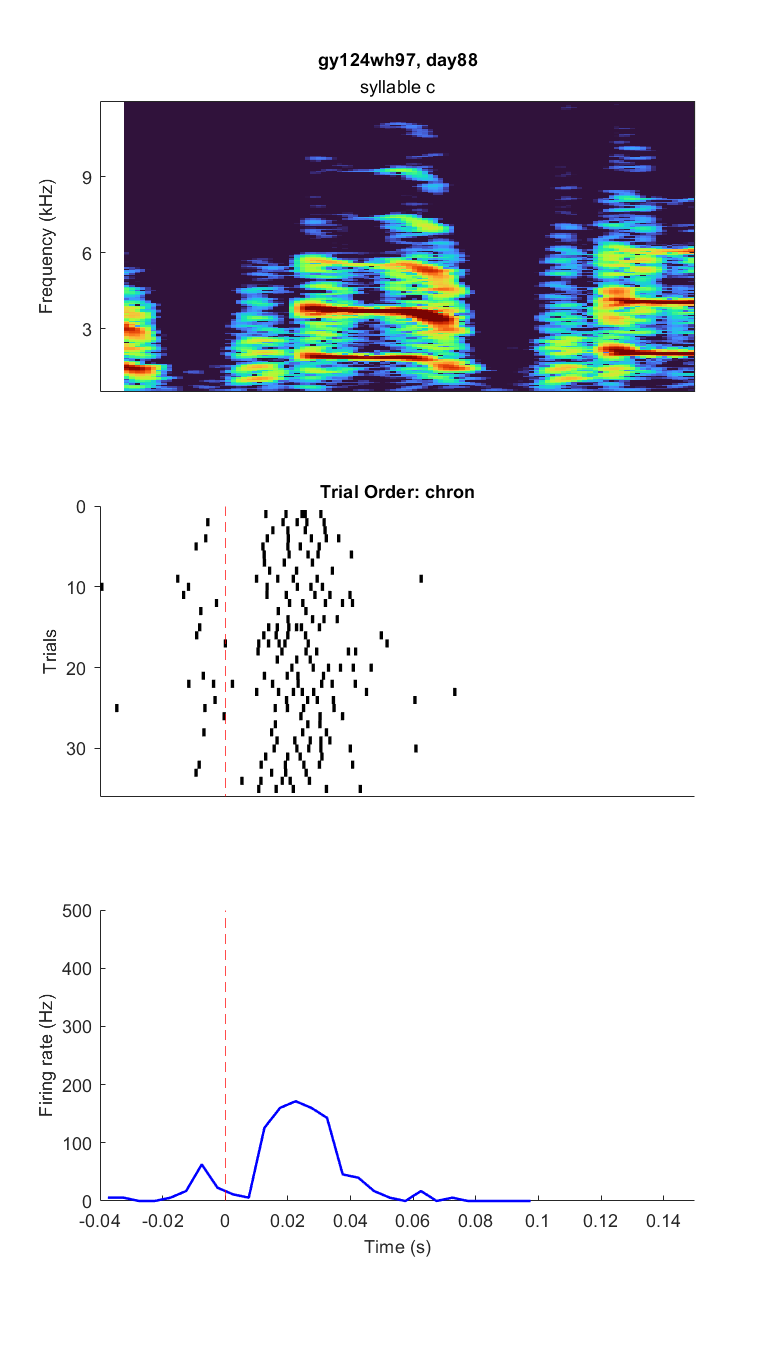 gy124wh97, day88
syllable c
9
6
3
Frequency (kHz)
Trial Order: chron
0
10
20
30
Trials
500
400
300
200
100
0
Firing rate (Hz)
-0.04 -0.02 0 0.02 0.04 0.06 0.08 0.1 0.12 0.14
Time (s)